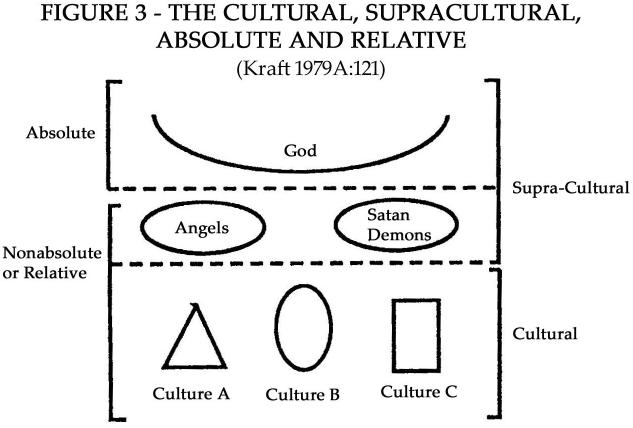 FIGURE 3 - THE CULTURAL, SUPRACULTURAL,
ABSOLUTE AND RELATIVE
(Kraft 1979A:121)
Absolute
God
Supra-Cultural
Angels
Satan
Demons
Nonabsolute
or Relative
Cultural
Culture A
Culture B
Culture C